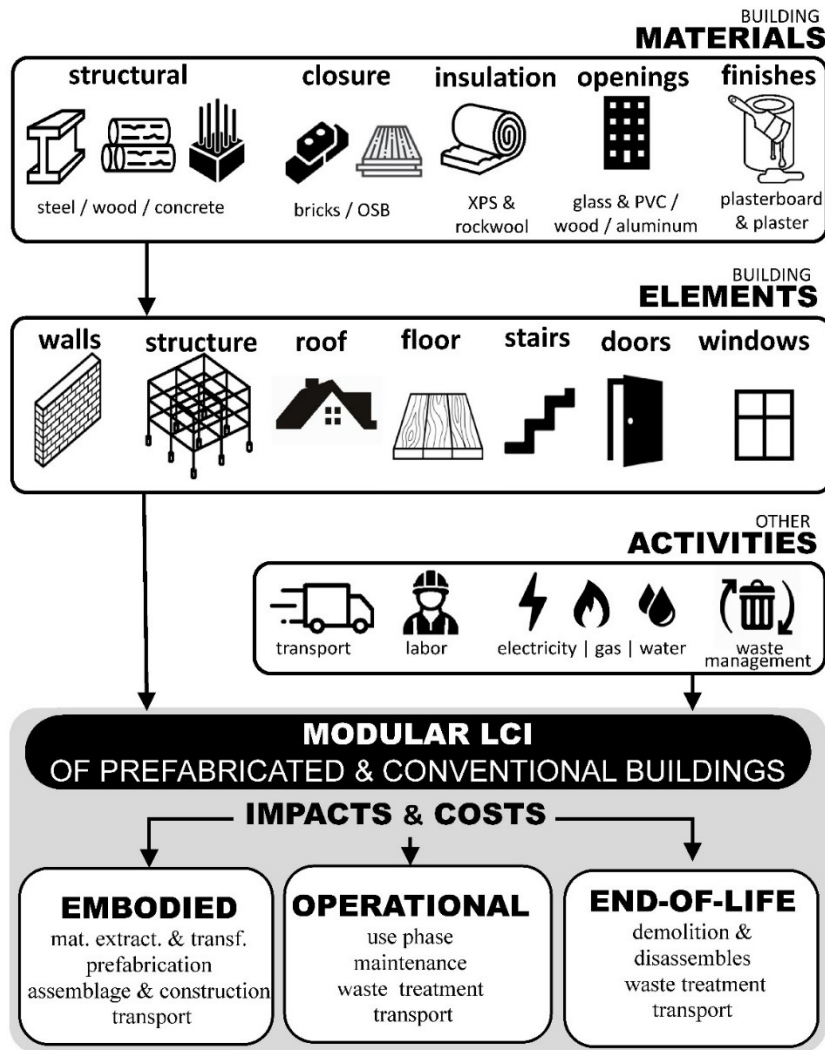 BUILDING
MATERIALS
structural
closure
insulation
openings
finishes
steel / wood / concrete
bricks / OSB
XPS &
rockwool
glass & PVC /
wood / aluminum
plasterboard
& plaster
BUILDING
ELEMENTS
walls
structure
roof
floor
stairs
doors
windows
OTHER
ACTIVITIES
transport
labor
electricity | gas | water
waste
management
MODULAR LCI
OF PREFABRICATED & CONVENTIONAL BUILDINGS
IMPACTS & COSTS
EMBODIED
mat. extract. & transf.
prefabrication
assemblage & construction
transport
OPERATIONAL
use phase
maintenance
waste treatment
transport
END-OF-LIFE
demolition &
disassembles
waste treatment
transport